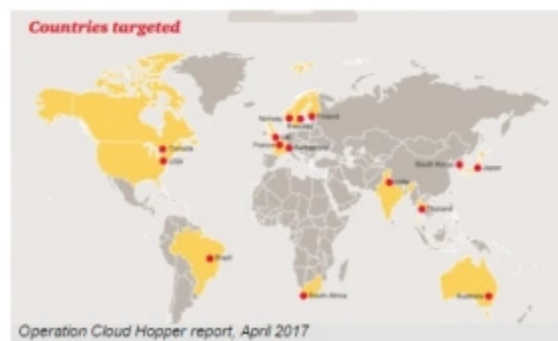 Countries targeted
Norway
Sweden
Finland
UK
France
Switzerland
Canada
USA
South Korea
Japan
India
Thailand
Brazil
South Africa
Australia
Operation Cloud Hopper report, April 2017